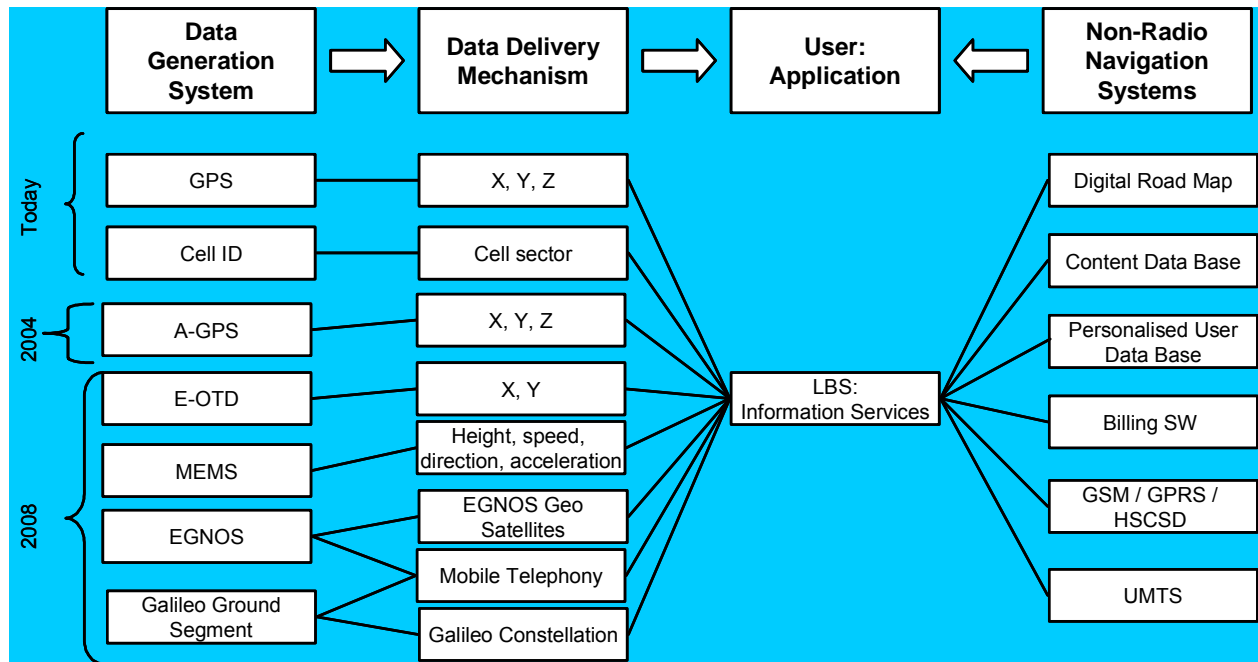 Data
Generation
System
Data Delivery
Mechanism
User:
Application
Non-Radio
Navigation
Systems
Today
GPS
X, Y, Z
Digital Road Map
Cell ID
Cell sector
Content Data Base
2004
A-GPS
X, Y, Z
Personalised User
Data Base
2008
E-OTD
X, Y
LBS:
Information Services
Billing SW
MEMS
Height, speed,
direction, acceleration
EGNOS
EGNOS Geo
Satellites
GSM / GPRS /
HSCSD
Mobile Telephony
Galileo Ground
Segment
Galileo Constellation
UMTS